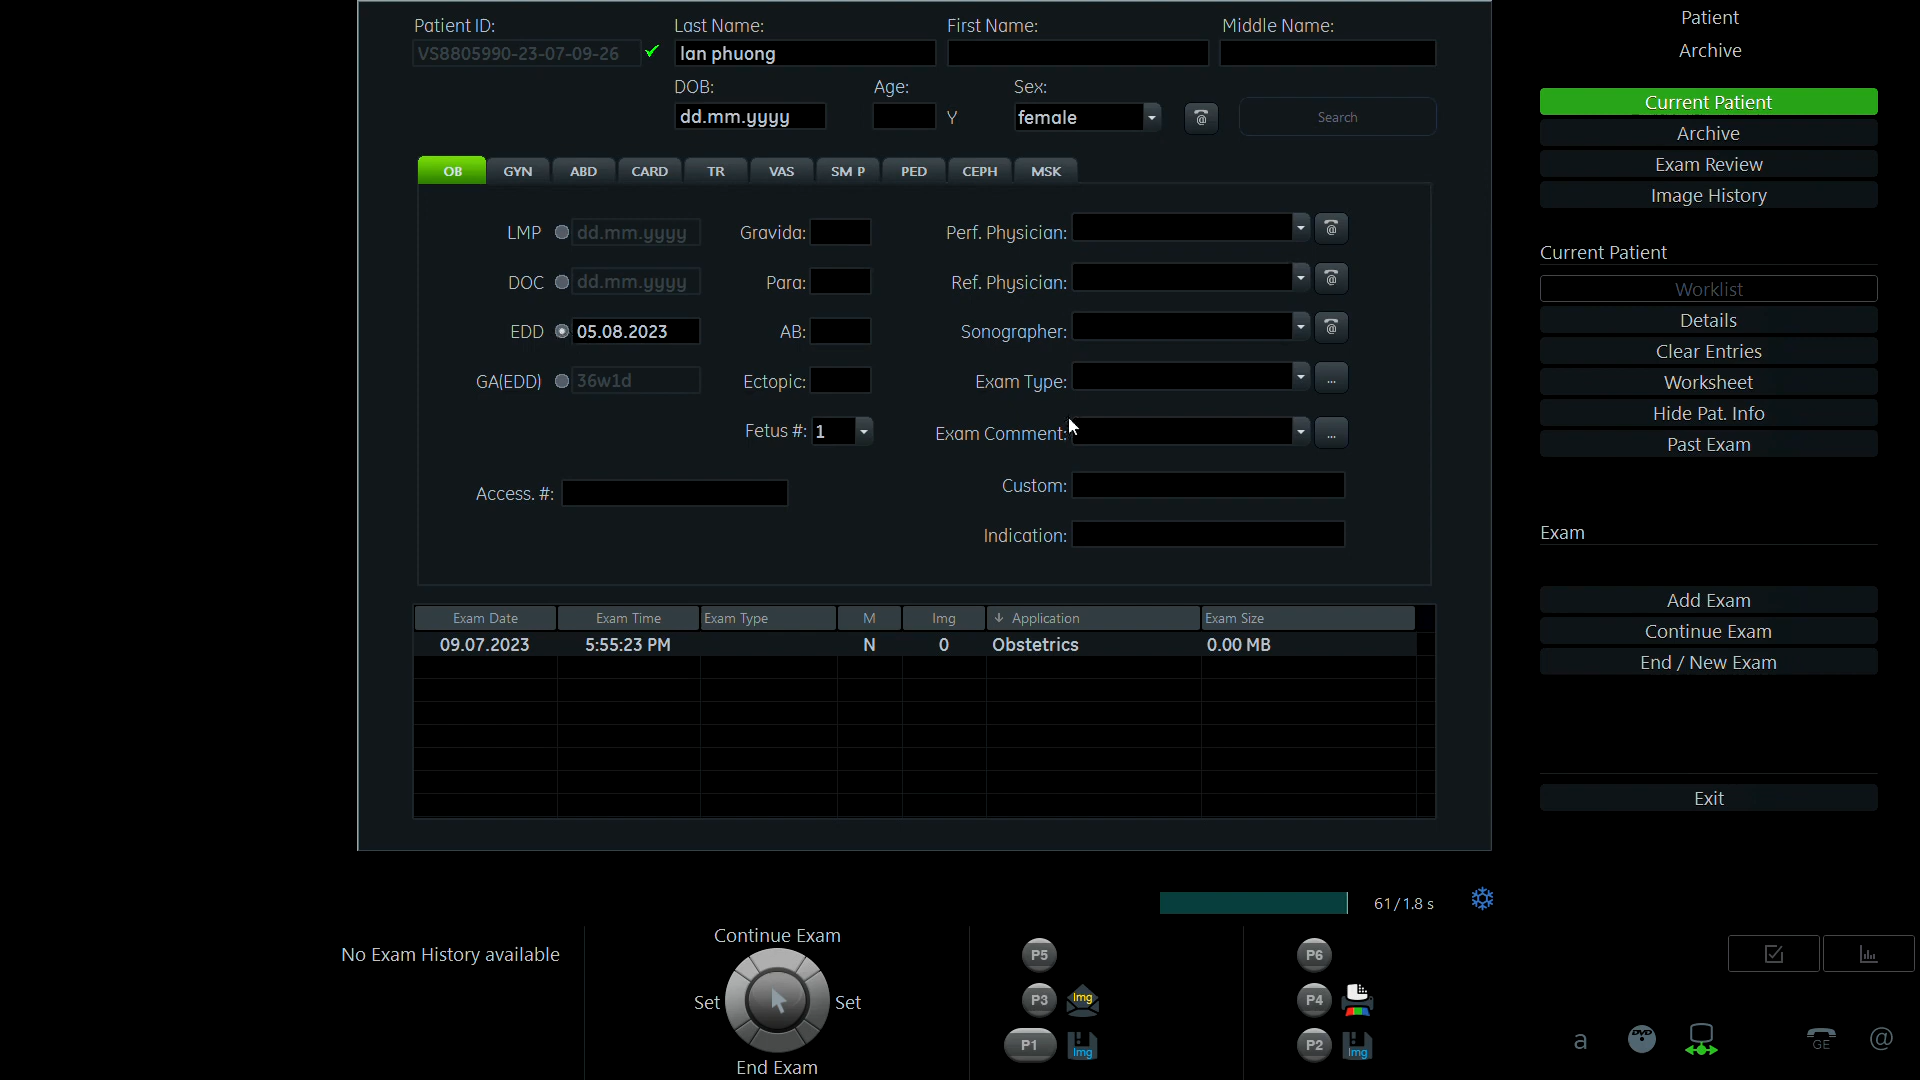 Patient ID: Last Name: First Name: Middle Name:
VS8805990-23-07-09-26 lan phuong
DOB: Age: Sex:
dd.mm.yyyy Y female @ Search
OB GYN ABD CARD TR VAS SM P PED CEPH MSK
LMP dd.mm.yyyy Gravida: Perf. Physician: @
DOC dd.mm.yyyy Para: Ref. Physician: @
EDD 05.08.2023 AB: Sonographer: @
GA(EDD) 36w1d Ectopic: Exam Type: ...
Fetus #: 1 Exam Comment: ...
Access. #: Custom:
Indication:
Exam Date Exam Time Exam Type M Img Application Exam Size
09.07.2023 5:55:23 PM N 0 Obstetrics 0.00 MB
61/1.8 s
Patient
Archive
Current Patient
Archive
Exam Review
Image History
Current Patient
Worklist
Details
Clear Entries
Worksheet
Hide Pat. Info
Past Exam
Exam
Add Exam
Continue Exam
End / New Exam
Exit
No Exam History available
Continue Exam
Set Set
End Exam
P5 P6
P3 Img P4
P1 Img P2 Img
a DVD GE @